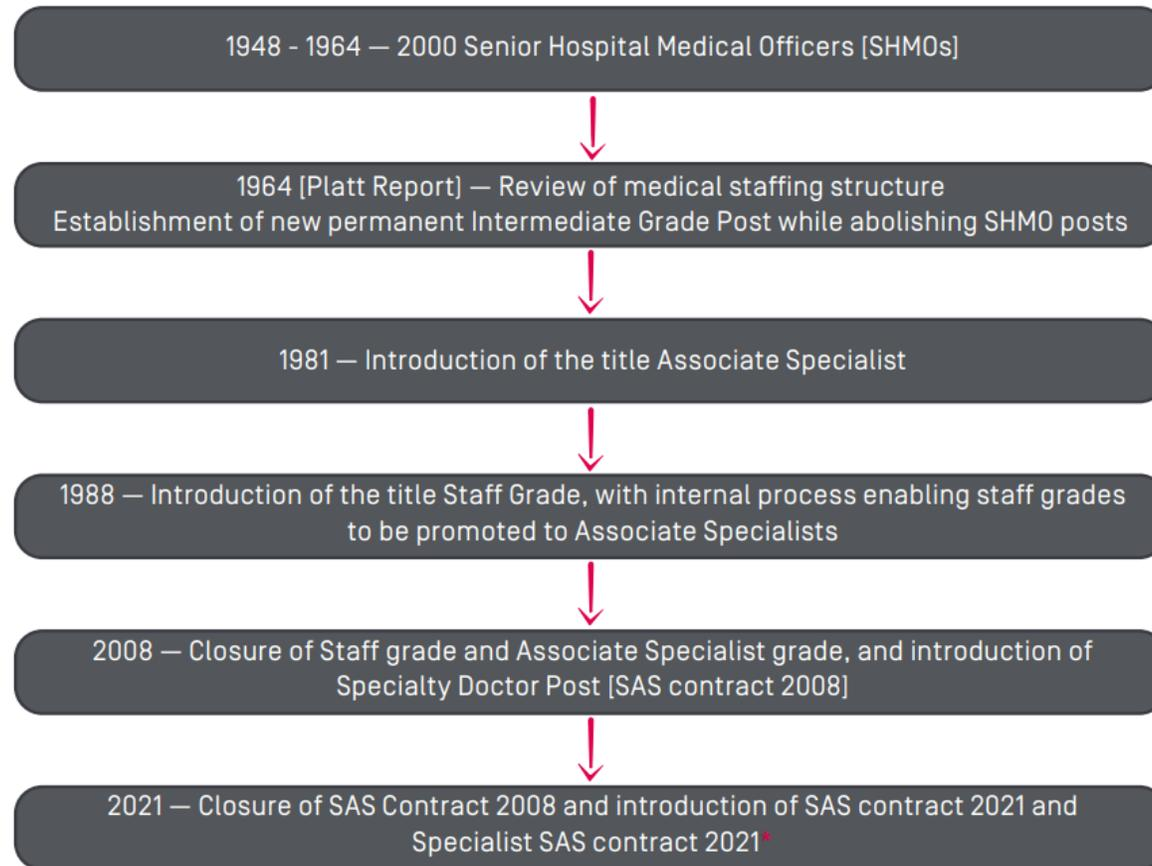 1948 - 1964 — 2000 Senior Hospital Medical Officers [SHMOs]
1964 [Platt Report] — Review of medical staffing structure
Establishment of new permanent Intermediate Grade Post while abolishing SHMO posts
1981 — Introduction of the title Associate Specialist
1988 — Introduction of the title Staff Grade, with internal process enabling staff grades
to be promoted to Associate Specialists
2008 — Closure of Staff grade and Associate Specialist grade, and introduction of
Specialty Doctor Post [SAS contract 2008]
2021 — Closure of SAS Contract 2008 and introduction of SAS contract 2021 and
Specialist SAS contract 2021*